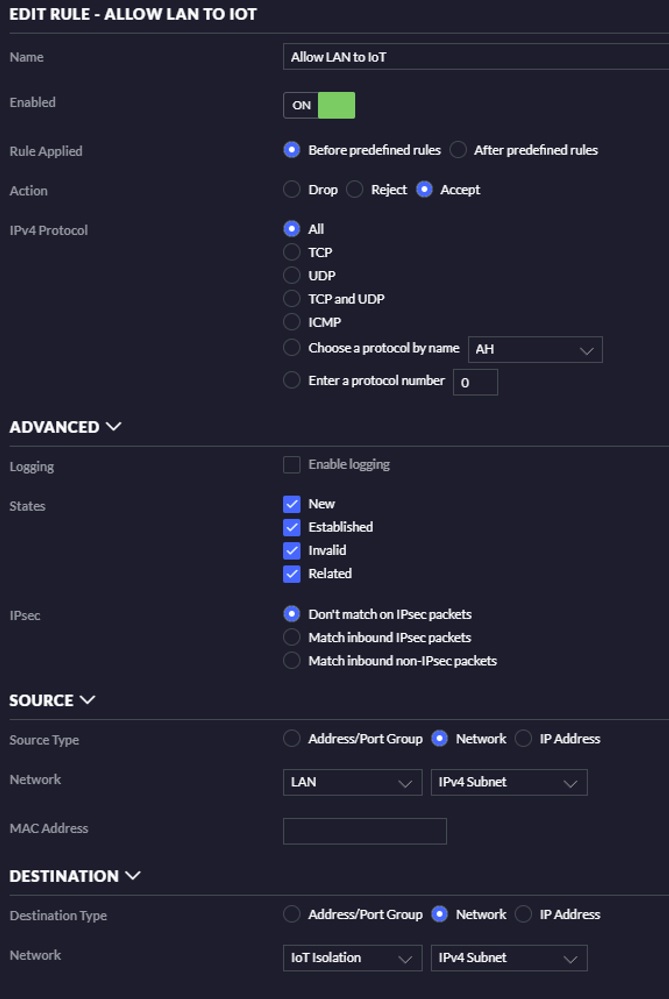 EDIT RULE - ALLOW LAN TO IOT
Name Allow LAN to IoT
Enabled ON
Rule Applied Before predefined rules After predefined rules
Action Drop Reject Accept
IPv4 Protocol All
TCP
UDP
TCP and UDP
ICMP
Choose a protocol by name AH
Enter a protocol number 0
ADVANCED
Logging Enable logging
States New
Established
Invalid
Related
IPsec Don't match on IPsec packets
Match inbound IPsec packets
Match inbound non-IPsec packets
SOURCE
Source Type Address/Port Group Network IP Address
Network LAN IPv4 Subnet
MAC Address
DESTINATION
Destination Type Address/Port Group Network IP Address
Network IoT Isolation IPv4 Subnet